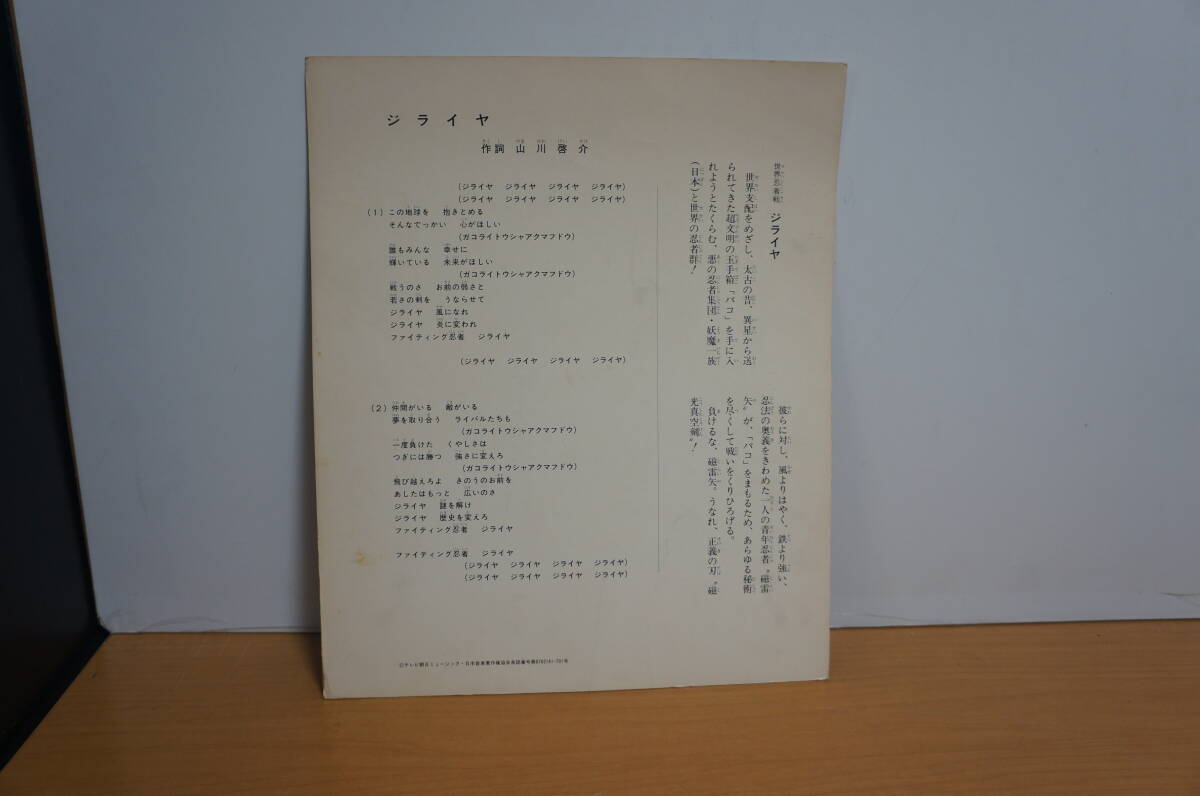 ジライヤ
作詞 山川啓介
(ジライヤ ジライヤ ジライヤ ジライヤ)
(ジライヤ ジライヤ ジライヤ ジライヤ)
(1) この地球を 抱きとめる
そんなでっかい 心がほしい
(ガコライトウシャアクマフドウ)
誰もみんな 幸せに
輝いている 未来がほしい
(ガコライトウシャアクマフドウ)
戦うのさ お前の弱さと
若さの剣を うならせて
ジライヤ 風になれ
ジライヤ 炎に変われ
ファイティング忍者 ジライヤ
(ジライヤ ジライヤ ジライヤ ジライヤ)
(2) 仲間がいる 敵がいる
夢を取り合う ライバルたちも
(ガコライトウシャアクマフドウ)
一度負けた くやしさは
つぎには勝つ 強さに変えろ
(ガコライトウシャアクマフドウ)
飛び越えろよ きのうのお前を
あしたはもっと 広いのさ
ジライヤ 謎を解け
ジライヤ 歴史を変えろ
ファイティング忍者 ジライヤ
ファイティング忍者 ジライヤ
(ジライヤ ジライヤ ジライヤ ジライヤ)
(ジライヤ ジライヤ ジライヤ ジライヤ)
世界忍者戦 ジライヤ
世界支配をめざし、太古の昔、異星から送
られてきた超文明の玉手箱「パコ」を手に入
れようとたくらむ、悪の忍者集団・妖魔一族
(日本)と世界の忍者群!
彼らに対し、風よりはやく、鉄より強い、
忍法の奥義をきわめた一人の青年忍者〝磁雷
矢〟が、「パコ」をまもるため、あらゆる秘術
を尽くして戦いをくりひろげる。
負けるな、磁雷矢。うなれ、正義の刃〝磁
光真空剣〟!
©テレビ朝日ミュージック・日本音楽著作権協会承認番号